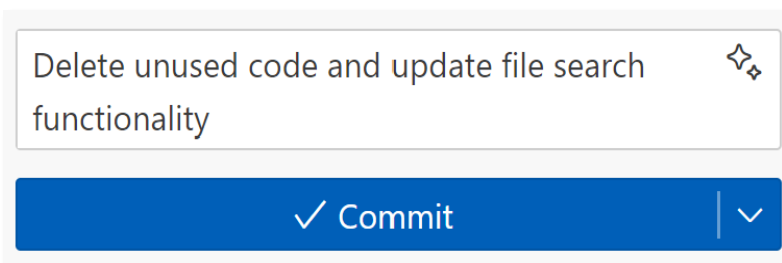 Delete unused code and update file search
functionality
Commit